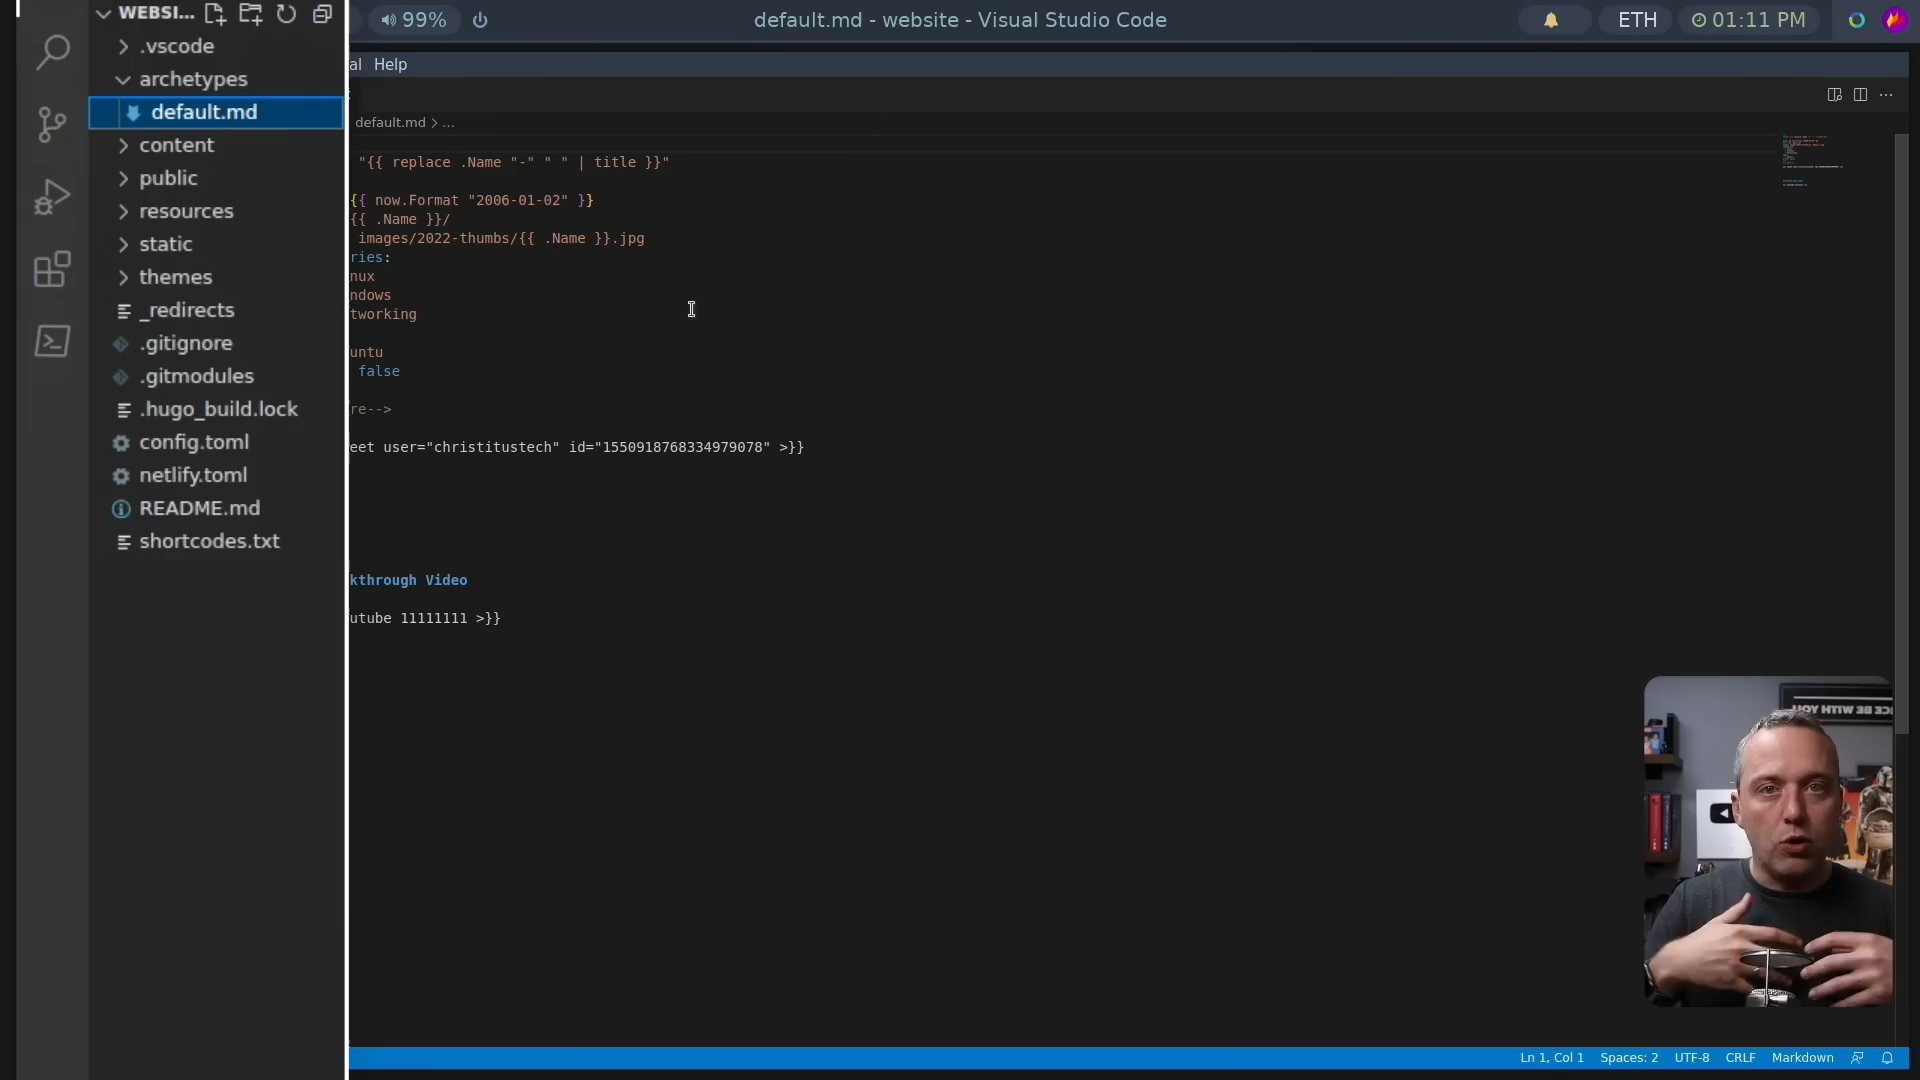 WEBSI...
99%
default.md - website - Visual Studio Code
ETH
01:11 PM
al Help
.vscode
archetypes
default.md
content
public
resources
static
themes
_redirects
.gitignore
.gitmodules
.hugo_build.lock
config.toml
netlify.toml
README.md
shortcodes.txt
default.md > ...
"{{ replace .Name "-" " " | title }}"
{{ now.Format "2006-01-02" }}
{{ .Name }}/
images/2022-thumbs/{{ .Name }}.jpg
ries:
nux
ndows
tworking
untu
false
re-->
eet user="christitustech" id="1550918768334979078" >}}
kthrough Video
utube 11111111 >}}
CE BE WITH YOU
Ln 1, Col 1
Spaces: 2
UTF-8
CRLF
Markdown